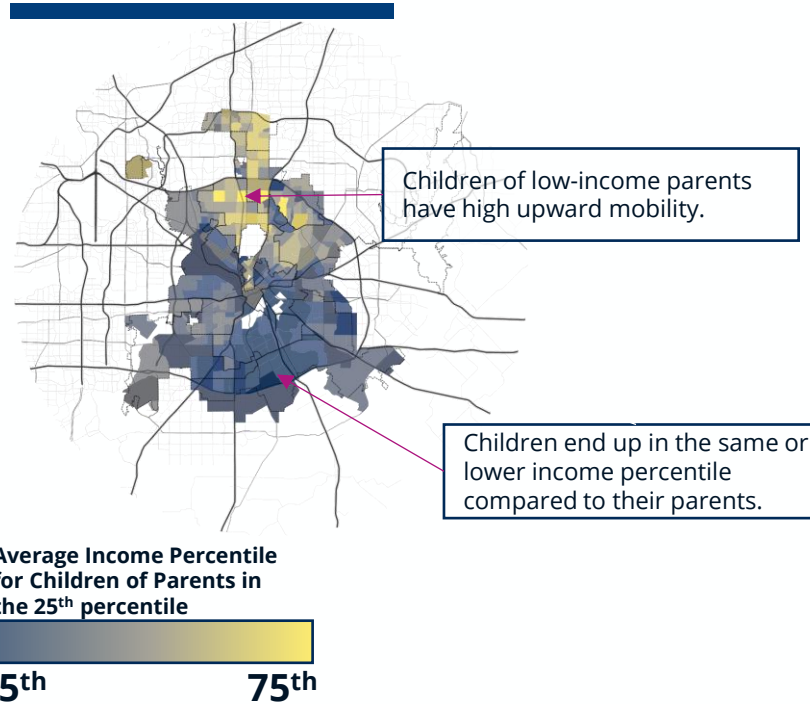 Children of low-income parents
have high upward mobility.
Children end up in the same or
lower income percentile
compared to their parents.
Average Income Percentile
for Children of Parents in
the 25th percentile
5th
75th